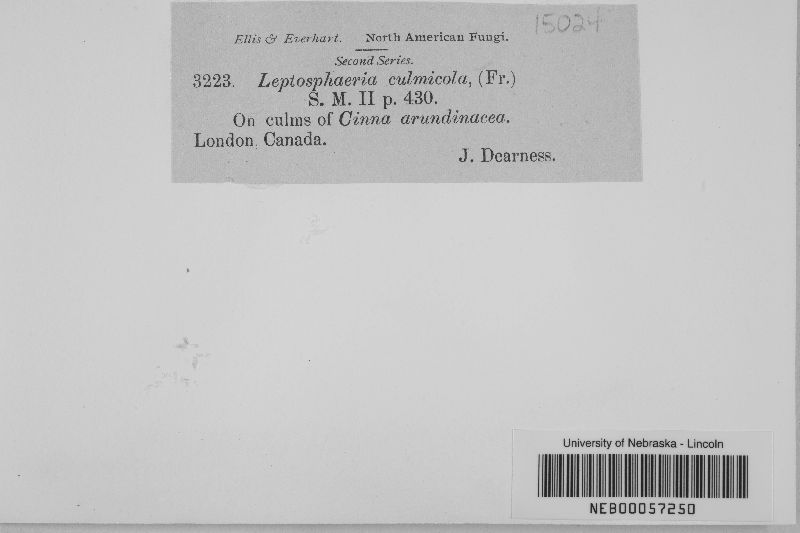 15024
Ellis & Everhart. North American Fungi.
Second Series.
3223. Leptosphaeria culmicola, (Fr.)
S. M. II p. 430.
On culms of Cinna arundinacea.
London, Canada.
J. Dearness.
University of Nebraska - Lincoln
NEB00057250